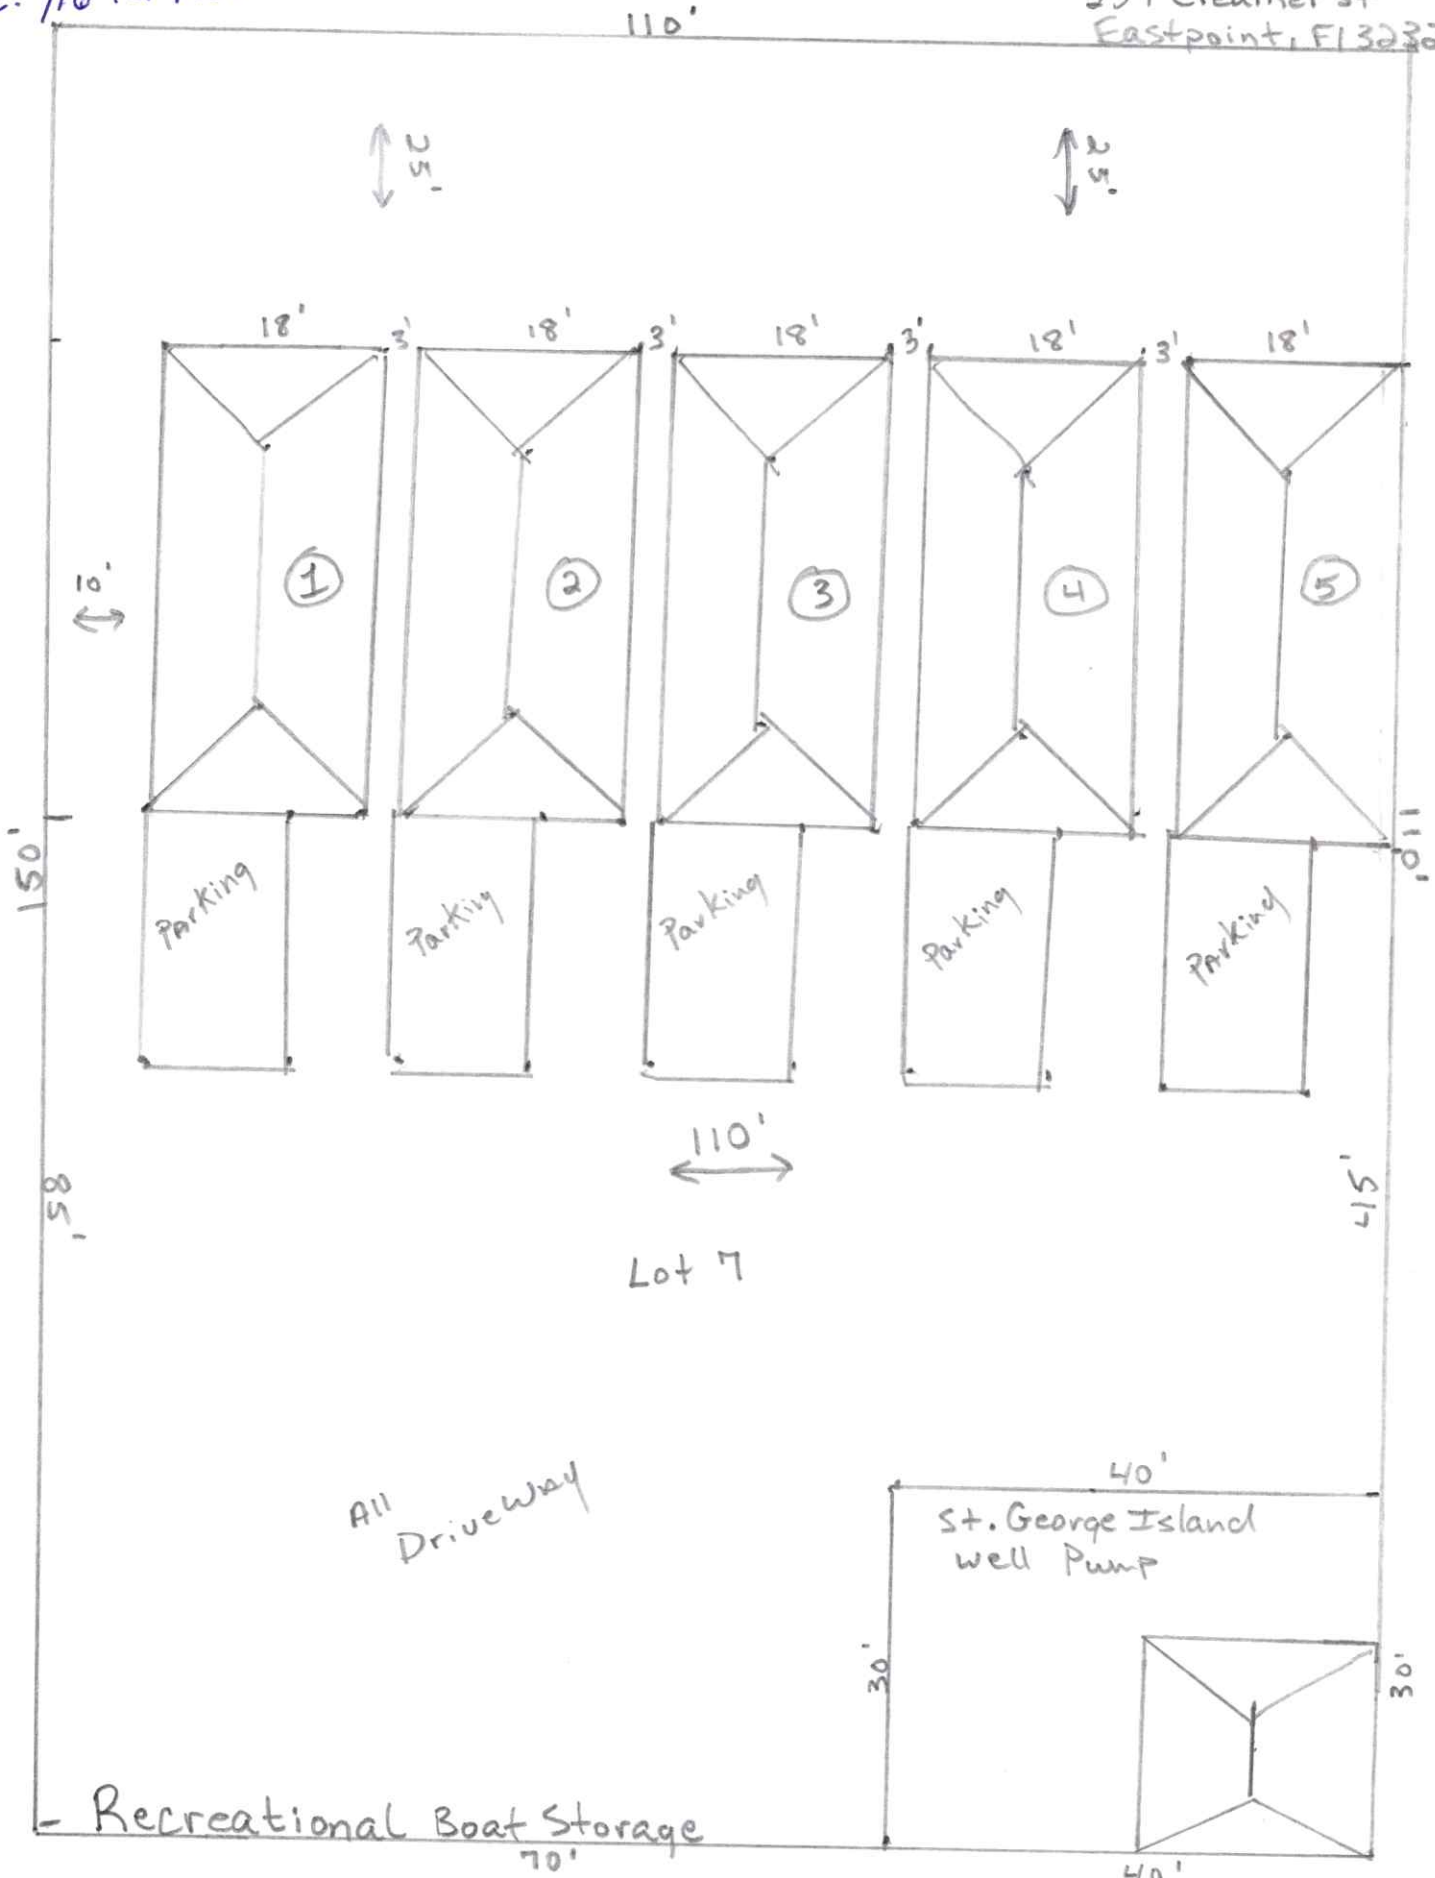 110'
Eastpoint, Fl 3232
25'
25'
18'
3'
18'
3'
18'
3'
18'
3'
18'
10'
1
2
3
4
5
150'
110'
Parking
Parking
Parking
Parking
Parking
110'
85'
45'
Lot 7
All
DriveWay
40'
St. George Island
Well Pump
30'
30'
Recreational Boat Storage
70'
40'